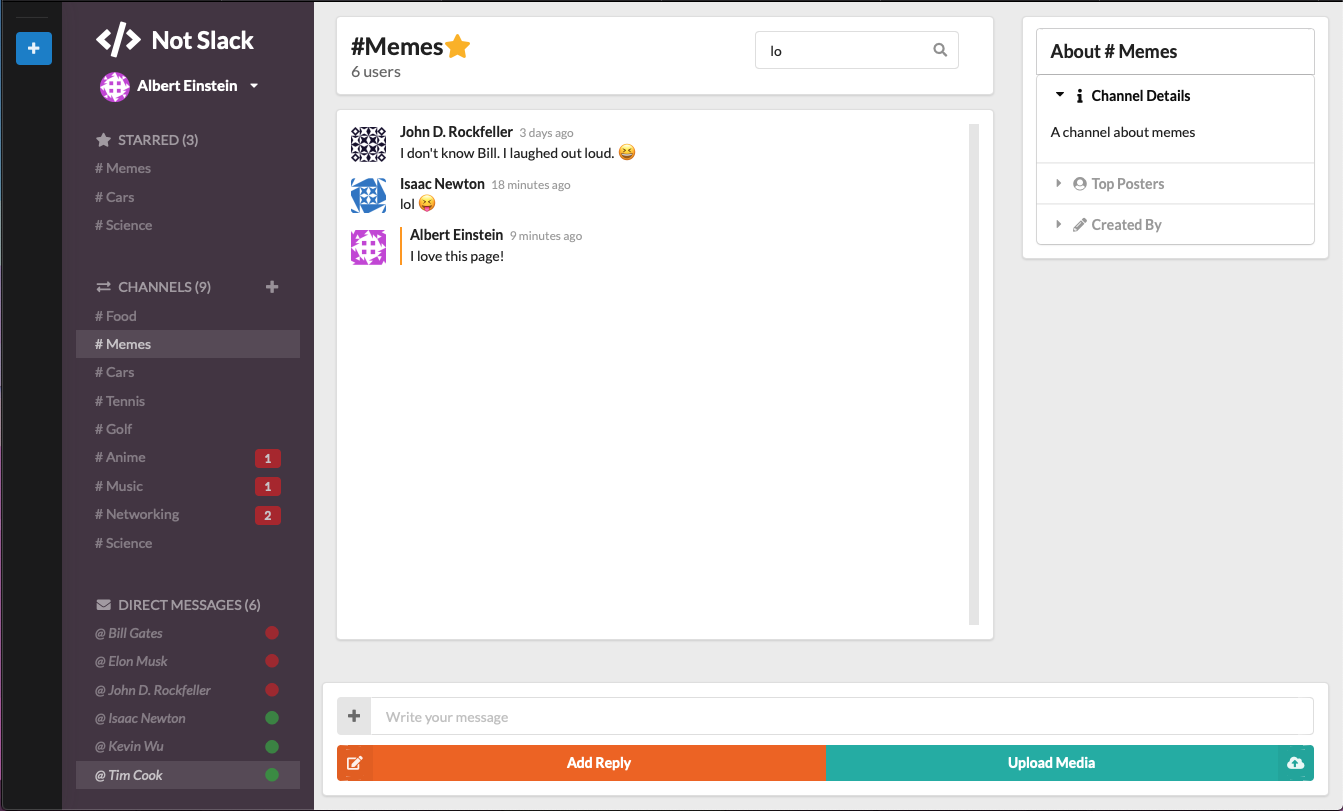 </> Not Slack
Albert Einstein
STARRED (3)
# Memes
# Cars
# Science
CHANNELS (9)
# Food
# Memes
# Cars
# Tennis
# Golf
# Anime 1
# Music 1
# Networking 2
# Science
DIRECT MESSAGES (6)
@ Bill Gates
@ Elon Musk
@ John D. Rockfeller
@ Isaac Newton
@ Kevin Wu
@ Tim Cook
#Memes
6 users
lo
John D. Rockfeller 3 days ago
I don't know Bill. I laughed out loud. 😆
Isaac Newton 18 minutes ago
lol 😝
Albert Einstein 9 minutes ago
I love this page!
Write your message
Add Reply
Upload Media
About # Memes
Channel Details
A channel about memes
Top Posters
Created By